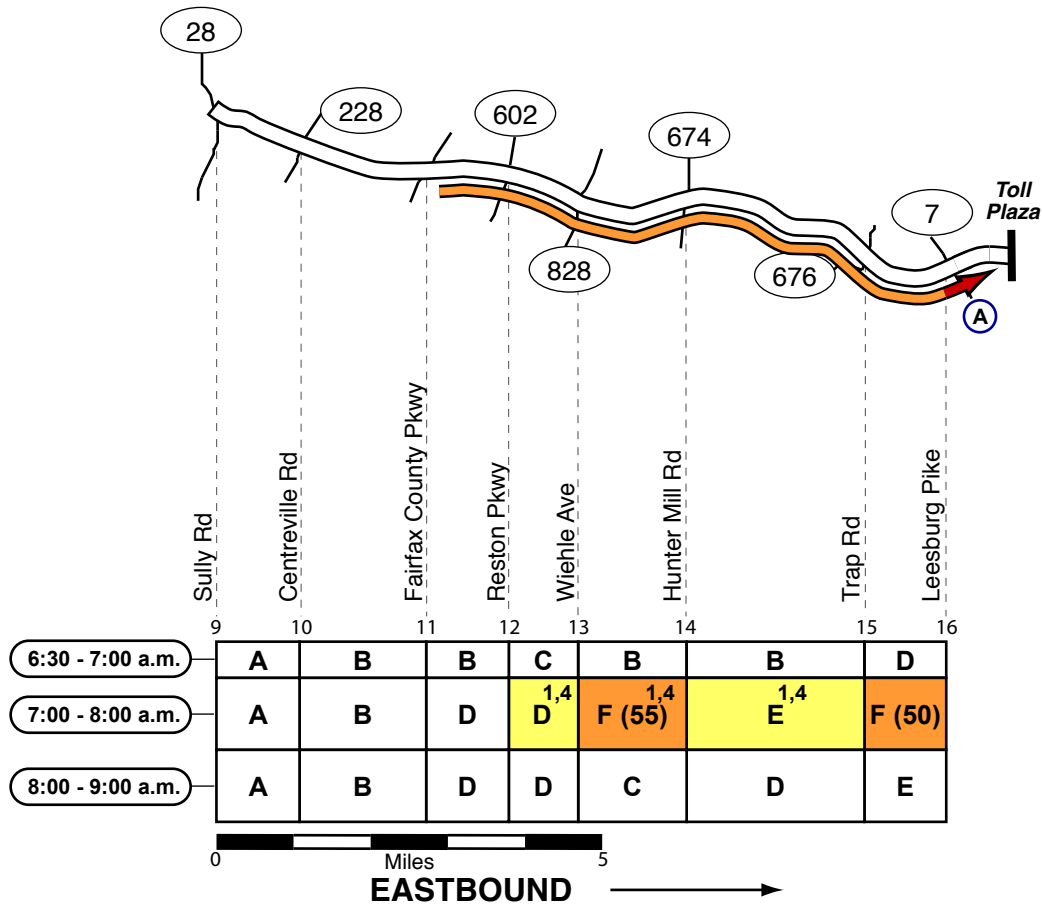 28
228
602
674
7
Toll
Plaza
828
676
A
Sully Rd
Centreville Rd
Fairfax County Pkwy
Reston Pkwy
Wiehle Ave
Hunter Mill Rd
Trap Rd
Leesburg Pike
9 10 11 12 13 14 15 16
6:30 - 7:00 a.m. A B B C B B D
7:00 - 8:00 a.m. A B D D 1,4 F (55) 1,4 E 1,4 F (50)
8:00 - 9:00 a.m. A B D D C D E
0 Miles 5
EASTBOUND